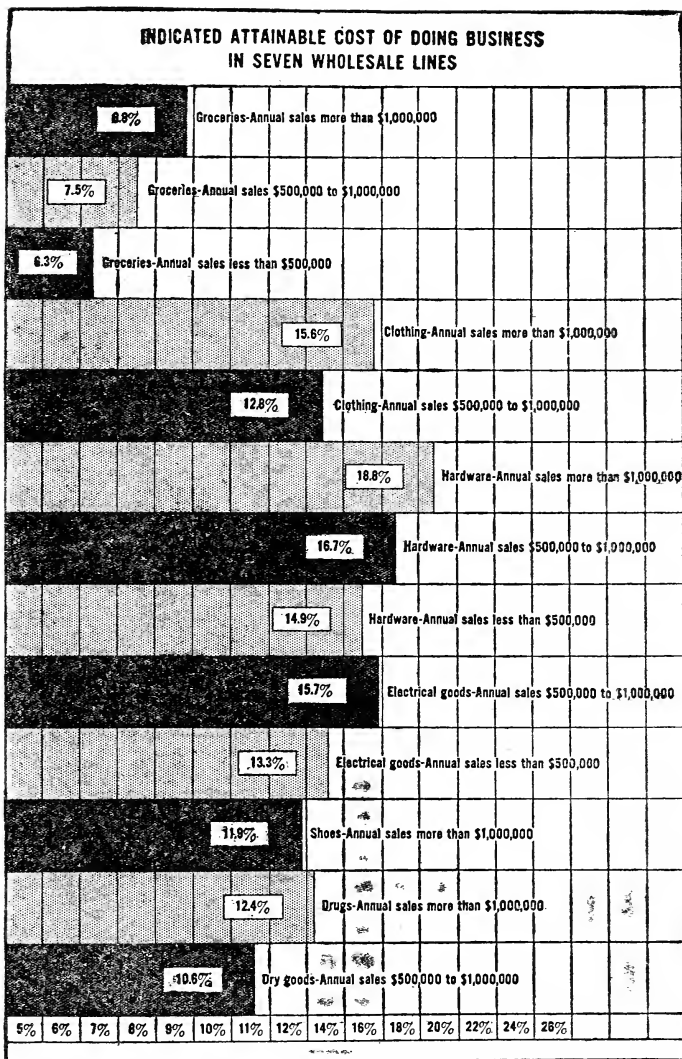 INDICATED ATTAINABLE COST OF DOING BUSINESS
IN SEVEN WHOLESALE LINES
8.8% Groceries-Annual sales more than $1,000,000
7.5% Groceries-Annual sales $500,000 to $1,000,000
6.3% Groceries-Annual sales less than $500,000
15.6% Clothing-Annual sales more than $1,000,000
12.8% Clothing-Annual sales $500,000 to $1,000,000
18.8% Hardware-Annual sales more than $1,000,000
16.7% Hardware-Annual sales $500,000 to $1,000,000
14.9% Hardware-Annual sales less than $500,000
15.7% Electrical goods-Annual sales $500,000 to $1,000,000
13.3% Electrical goods-Annual sales less than $500,000
11.9% Shoes-Annual sales more than $1,000,000
12.4% Drugs-Annual sales more than $1,000,000
10.6% Dry goods-Annual sales $500,000 to $1,000,000
5% 6% 7% 8% 9% 10% 11% 12% 14% 16% 18% 20% 22% 24% 26%